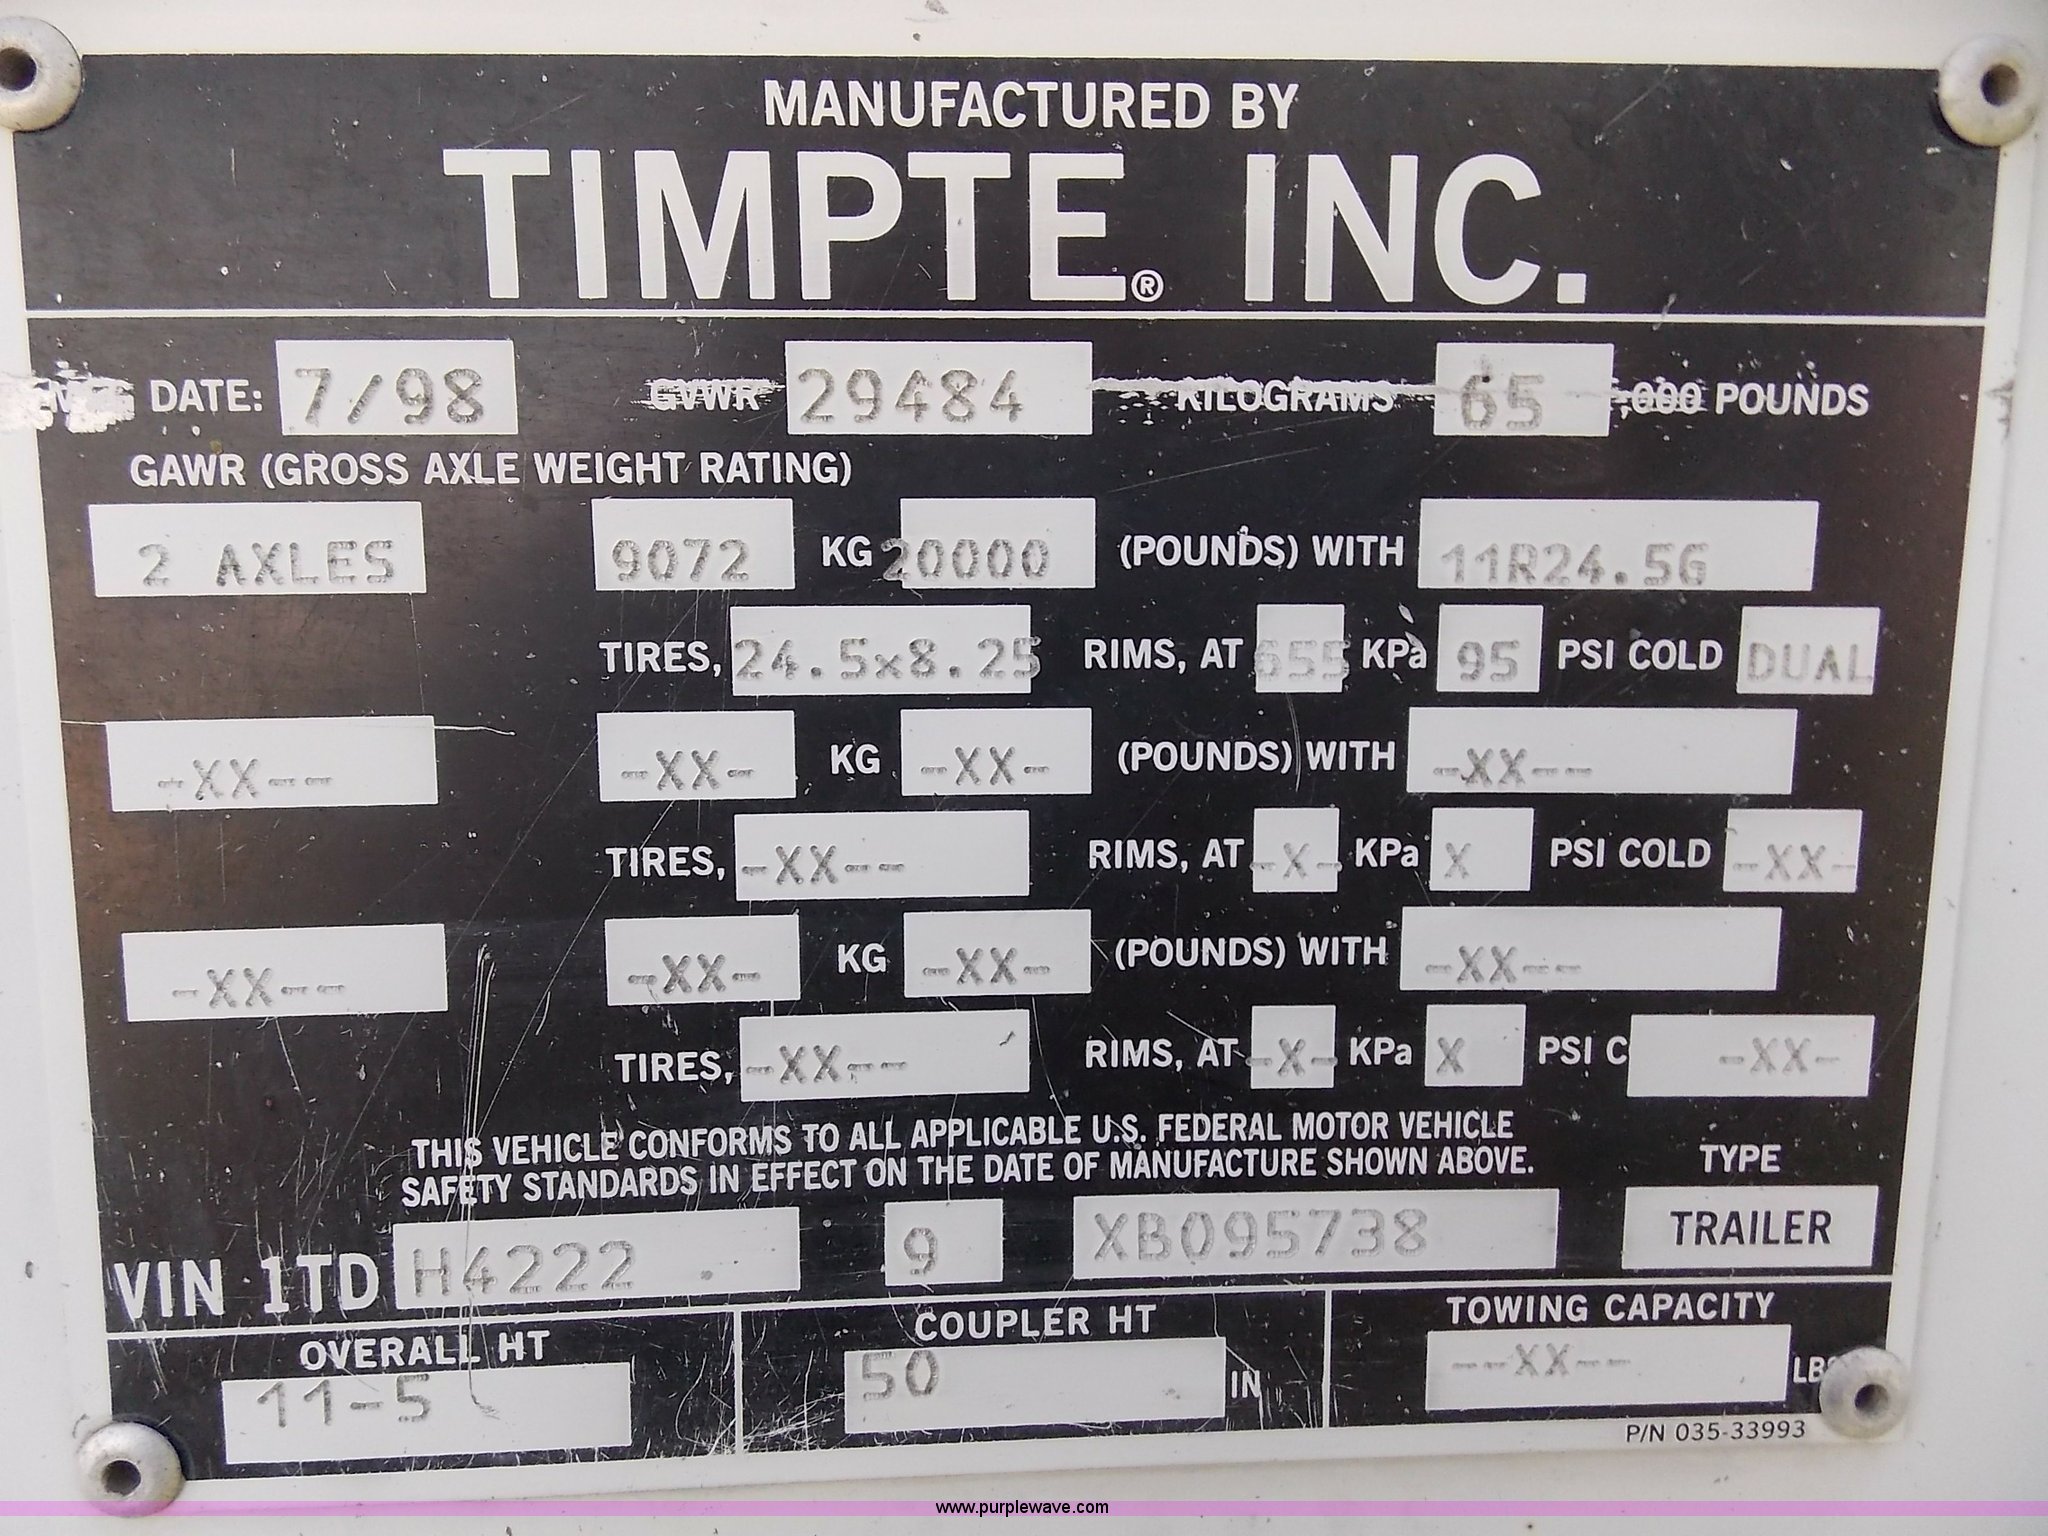 MANUFACTURED BY
TIMPTE® INC.
DATE: 7/98 GVWR 29484 KILOGRAMS 65 ,000 POUNDS
GAWR (GROSS AXLE WEIGHT RATING)
2 AXLES 9072 KG 20000 (POUNDS) WITH 11R24.5G
TIRES, 24.5x8.25 RIMS, AT 655 KPa 95 PSI COLD DUAL
-XX-- -XX- KG -XX- (POUNDS) WITH -XX--
TIRES, -XX-- RIMS, AT -X- KPa X PSI COLD -XX-
-XX-- -XX- KG -XX- (POUNDS) WITH -XX--
TIRES, -XX-- RIMS, AT -X- KPa X PSI C -XX-
THIS VEHICLE CONFORMS TO ALL APPLICABLE U.S. FEDERAL MOTOR VEHICLE
SAFETY STANDARDS IN EFFECT ON THE DATE OF MANUFACTURE SHOWN ABOVE.
TYPE
VIN 1TD H4222 9 XB095738 TRAILER
OVERALL HT COUPLER HT TOWING CAPACITY
11-5 50 IN --XX-- LB
P/N 035-33993
www.purplewave.com